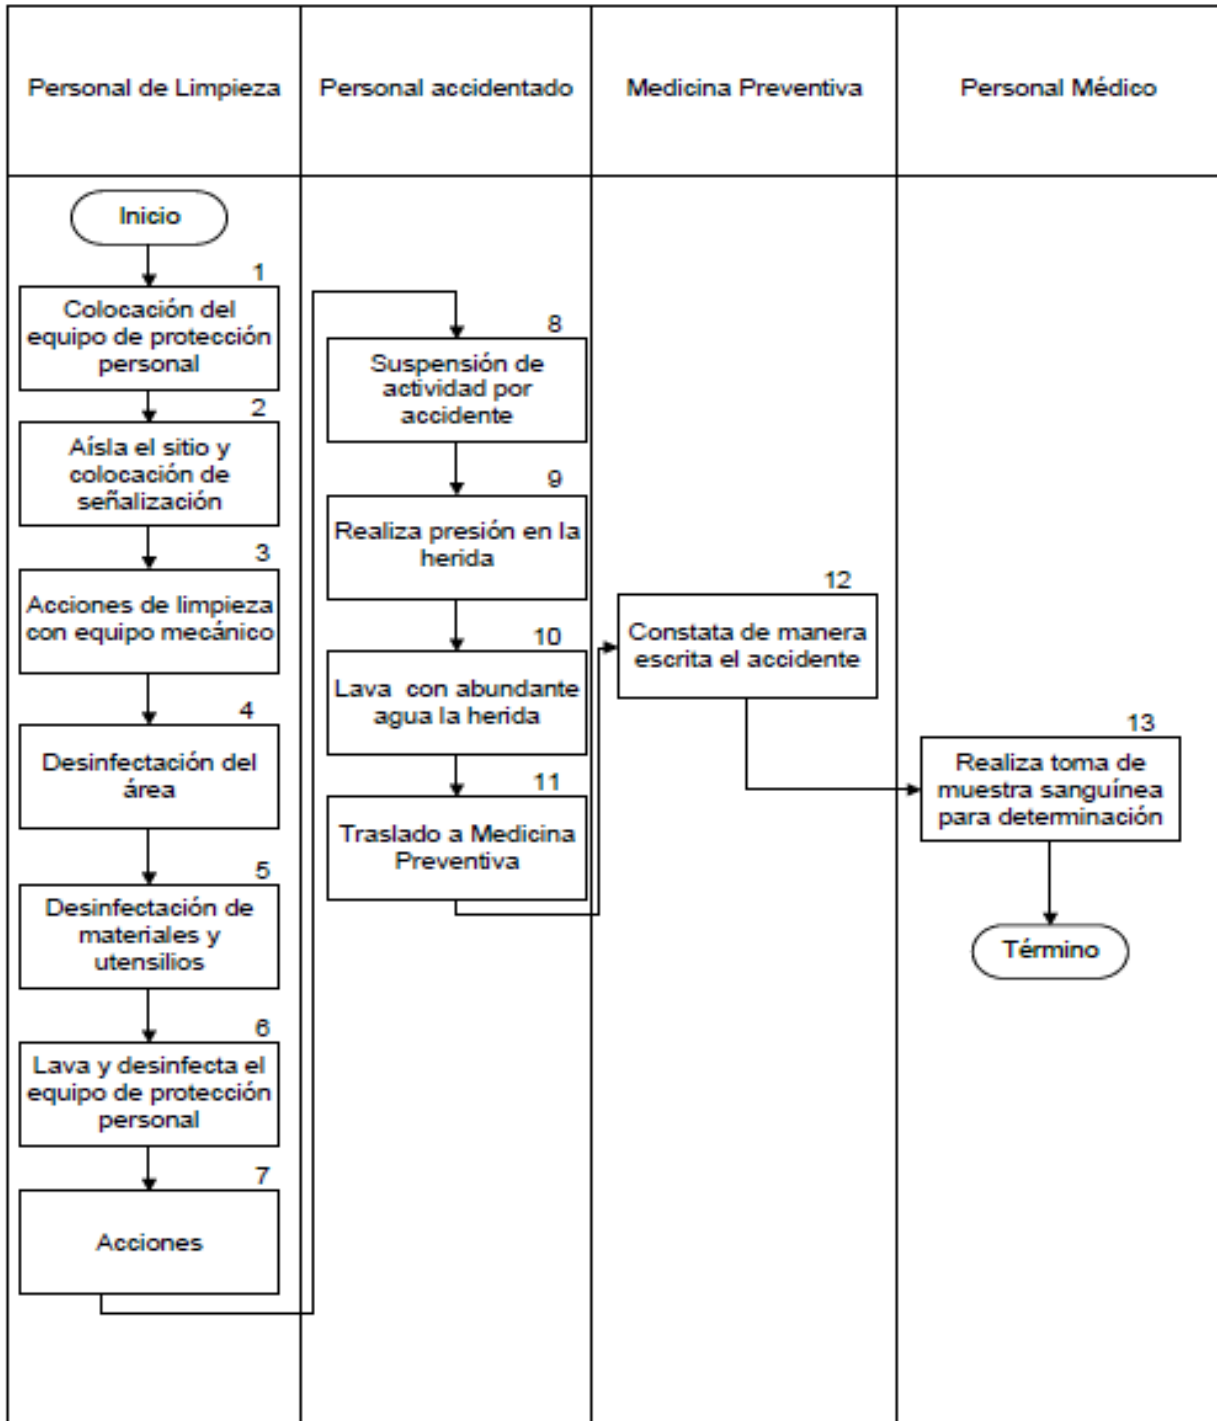 Personal de Limpieza
Personal accidentado
Medicina Preventiva
Personal Médico
Inicio
1
Colocación del
equipo de protección
personal
2
Aísla el sitio y
colocación de
señalización
3
Acciones de limpieza
con equipo mecánico
4
Desinfectación del
área
5
Desinfectación de
materiales y
utensilios
6
Lava y desinfecta el
equipo de protección
personal
7
Acciones
8
Suspensión de
actividad por
accidente
9
Realiza presión en la
herida
10
Lava con abundante
agua la herida
11
Traslado a Medicina
Preventiva
12
Constata de manera
escrita el accidente
13
Realiza toma de
muestra sanguínea
para determinación
Término